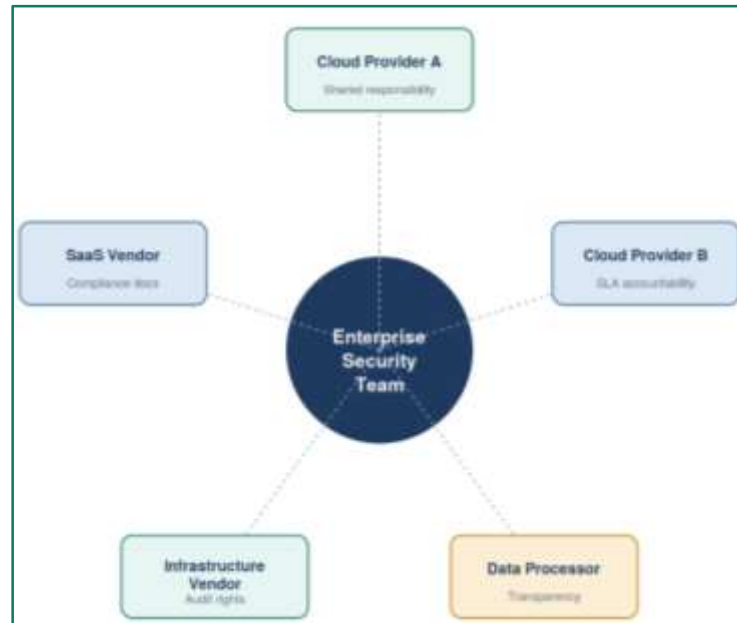 Cloud Provider A
Shared responsibility
SaaS Vendor
Compliance docs
Cloud Provider B
SLA accountability
Enterprise
Security
Team
Infrastructure
Vendor
Audit rights
Data Processor
Transparency